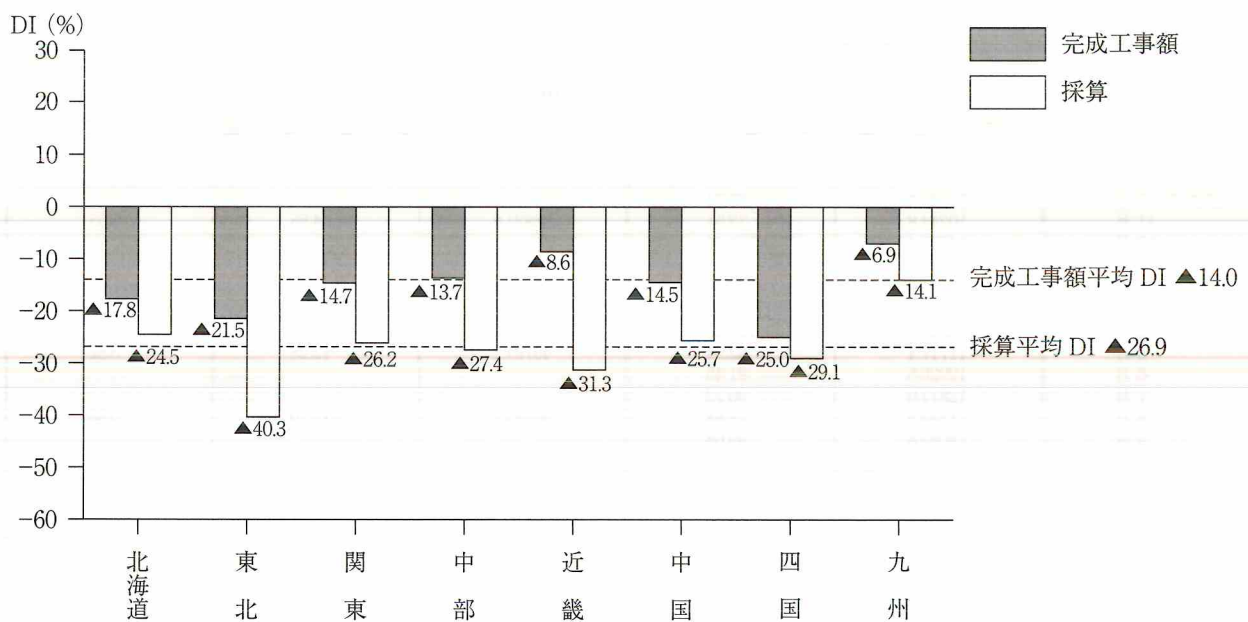 DI (%)
30
20
10
0
-10
-20
-30
-40
-50
-60
完成工事額
採算
▲17.8
▲24.5
▲21.5
▲40.3
▲14.7
▲26.2
▲13.7
▲27.4
▲8.6
▲31.3
▲14.5
▲25.7
▲25.0
▲29.1
▲6.9
▲14.1
完成工事額平均 DI ▲14.0
採算平均 DI ▲26.9
北海道
東北
関東
中部
近畿
中国
四国
九州